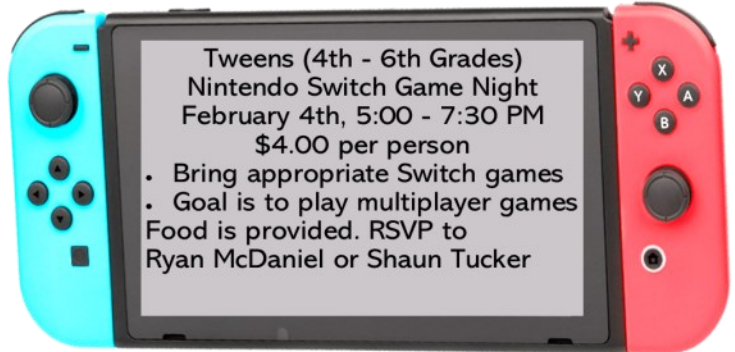 Tweens (4th - 6th Grades)
Nintendo Switch Game Night
February 4th, 5:00 - 7:30 PM
$4.00 per person
• Bring appropriate Switch games
• Goal is to play multiplayer games
Food is provided. RSVP to
Ryan McDaniel or Shaun Tucker
X
Y A
B